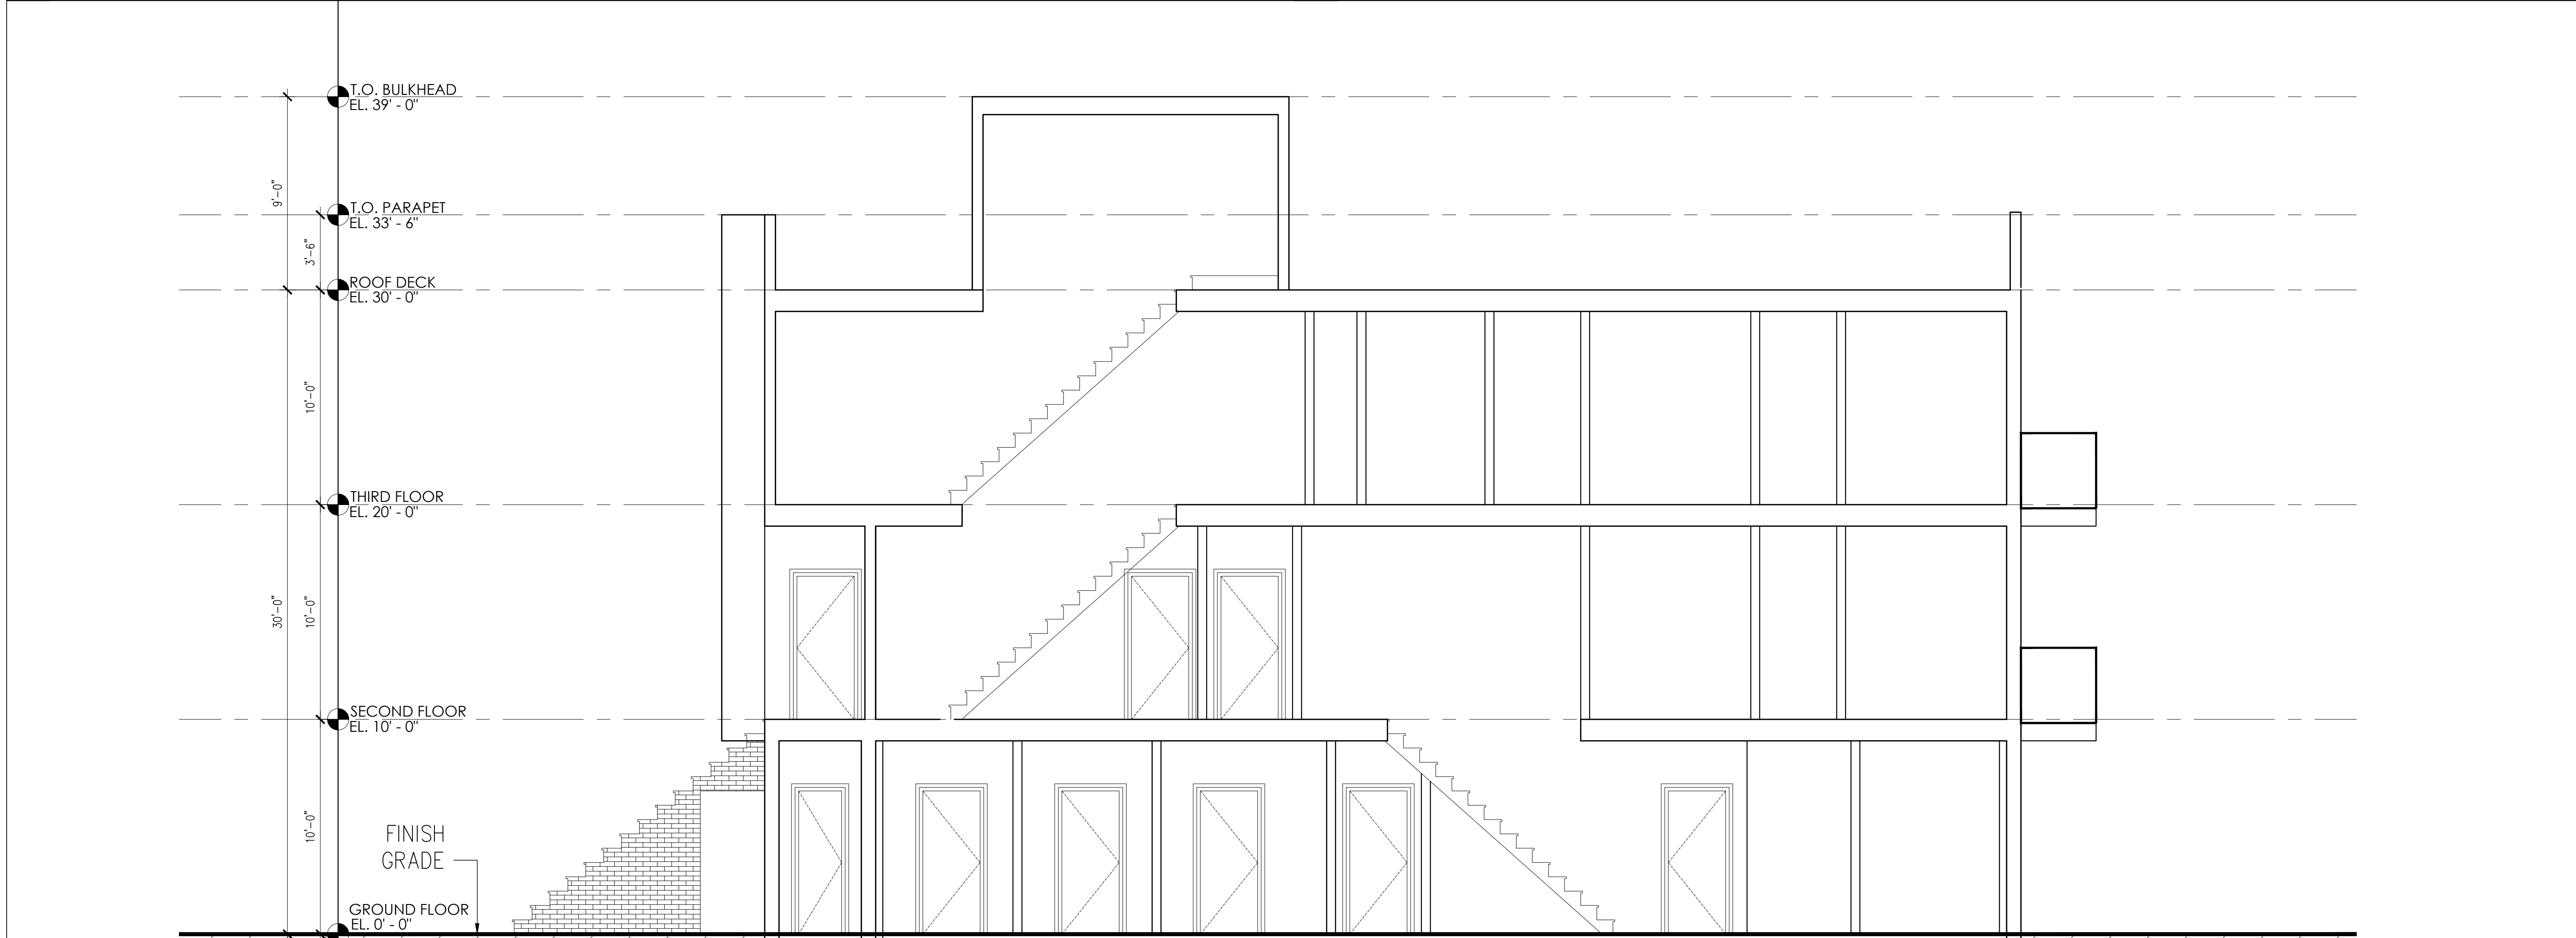 T.O. BULKHEAD
EL. 39' - 0"
9'-0"
T.O. PARAPET
EL. 33' - 6"
3'-6"
ROOF DECK
EL. 30' - 0"
10'-0"
THIRD FLOOR
EL. 20' - 0"
30'-0"
10'-0"
SECOND FLOOR
EL. 10' - 0"
10'-0"
FINISH
GRADE
GROUND FLOOR
EL. 0' - 0"